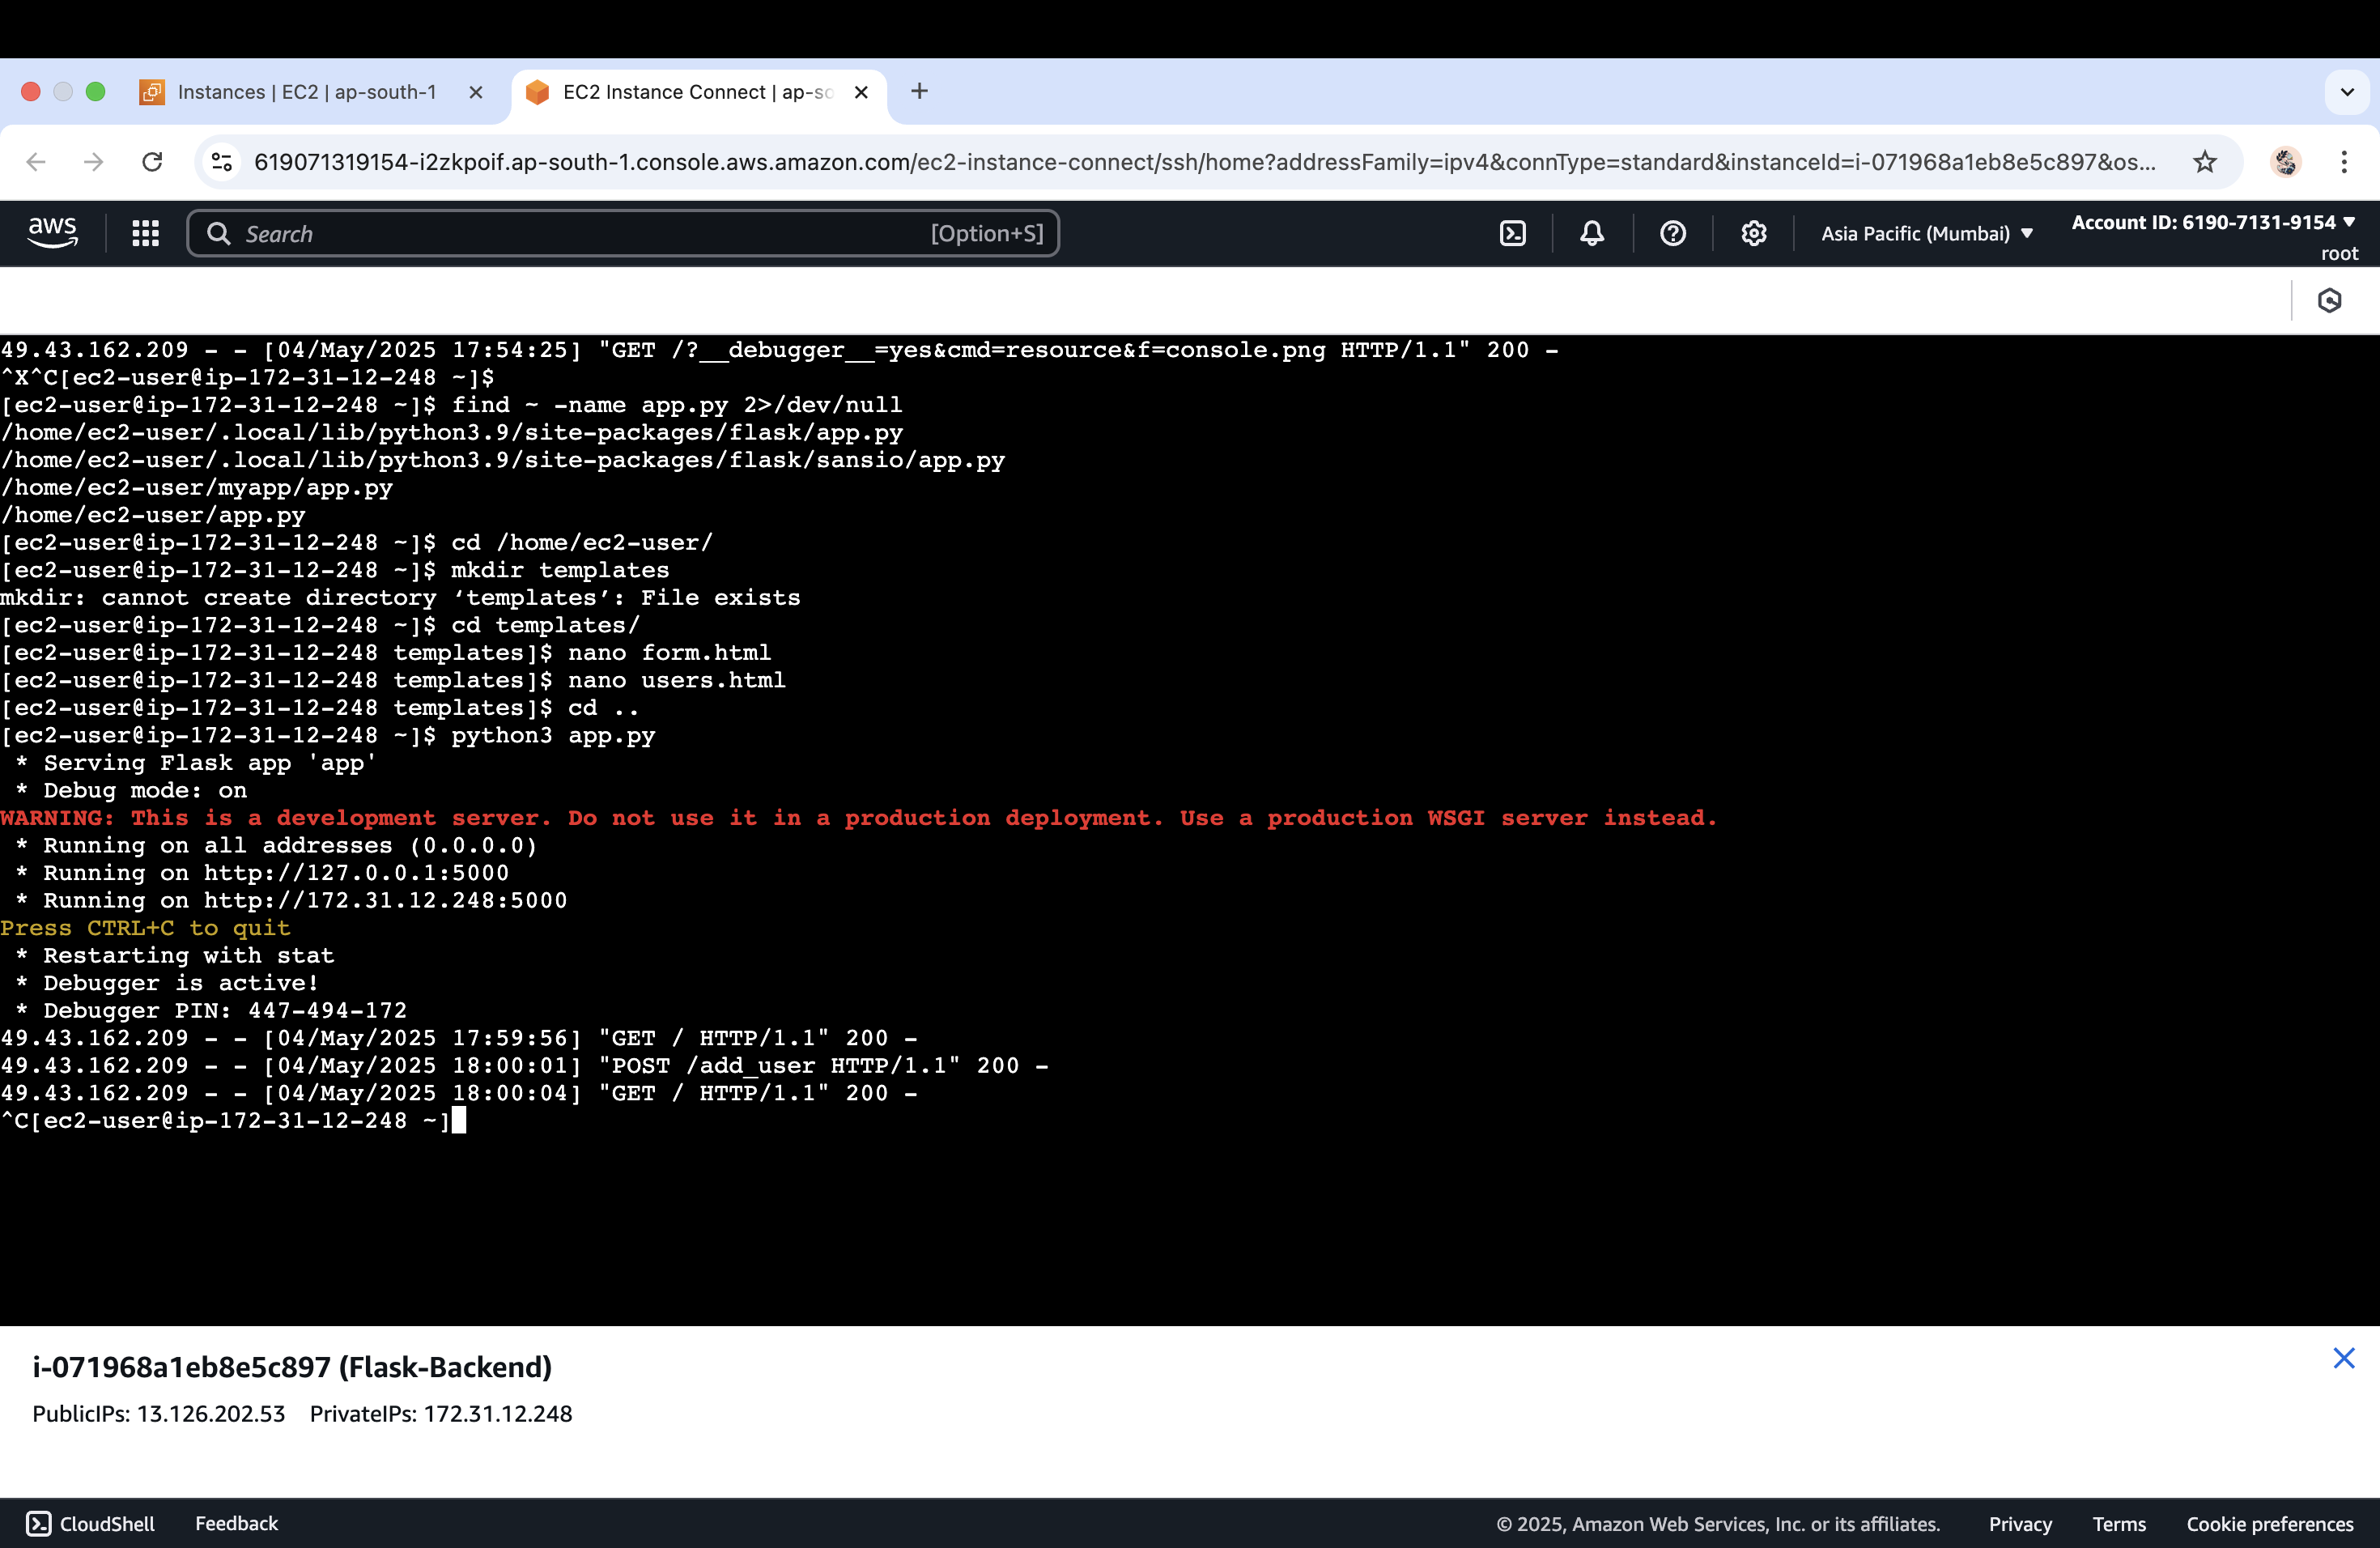 Instances | EC2 | ap-south-1
EC2 Instance Connect | ap-so
619071319154-i2zkpoif.ap-south-1.console.aws.amazon.com/ec2-instance-connect/ssh/home?addressFamily=ipv4&connType=standard&instanceId=i-071968a1eb8e5c897&os...
aws
Search
[Option+S]
Asia Pacific (Mumbai)
Account ID: 6190-7131-9154
root
49.43.162.209 - - [04/May/2025 17:54:25] "GET /?__debugger__=yes&cmd=resource&f=console.png HTTP/1.1" 200 -
^X^C[ec2-user@ip-172-31-12-248 ~]$
[ec2-user@ip-172-31-12-248 ~]$ find ~ -name app.py 2>/dev/null
/home/ec2-user/.local/lib/python3.9/site-packages/flask/app.py
/home/ec2-user/.local/lib/python3.9/site-packages/flask/sansio/app.py
/home/ec2-user/myapp/app.py
/home/ec2-user/app.py
[ec2-user@ip-172-31-12-248 ~]$ cd /home/ec2-user/
[ec2-user@ip-172-31-12-248 ~]$ mkdir templates
mkdir: cannot create directory ‘templates’: File exists
[ec2-user@ip-172-31-12-248 ~]$ cd templates/
[ec2-user@ip-172-31-12-248 templates]$ nano form.html
[ec2-user@ip-172-31-12-248 templates]$ nano users.html
[ec2-user@ip-172-31-12-248 templates]$ cd ..
[ec2-user@ip-172-31-12-248 ~]$ python3 app.py
* Serving Flask app 'app'
* Debug mode: on
WARNING: This is a development server. Do not use it in a production deployment. Use a production WSGI server instead.
* Running on all addresses (0.0.0.0)
* Running on http://127.0.0.1:5000
* Running on http://172.31.12.248:5000
Press CTRL+C to quit
* Restarting with stat
* Debugger is active!
* Debugger PIN: 447-494-172
49.43.162.209 - - [04/May/2025 17:59:56] "GET / HTTP/1.1" 200 -
49.43.162.209 - - [04/May/2025 18:00:01] "POST /add_user HTTP/1.1" 200 -
49.43.162.209 - - [04/May/2025 18:00:04] "GET / HTTP/1.1" 200 -
^C[ec2-user@ip-172-31-12-248 ~]
i-071968a1eb8e5c897 (Flask-Backend)
PublicIPs: 13.126.202.53 PrivateIPs: 172.31.12.248
CloudShell
Feedback
© 2025, Amazon Web Services, Inc. or its affiliates.
Privacy
Terms
Cookie preferences